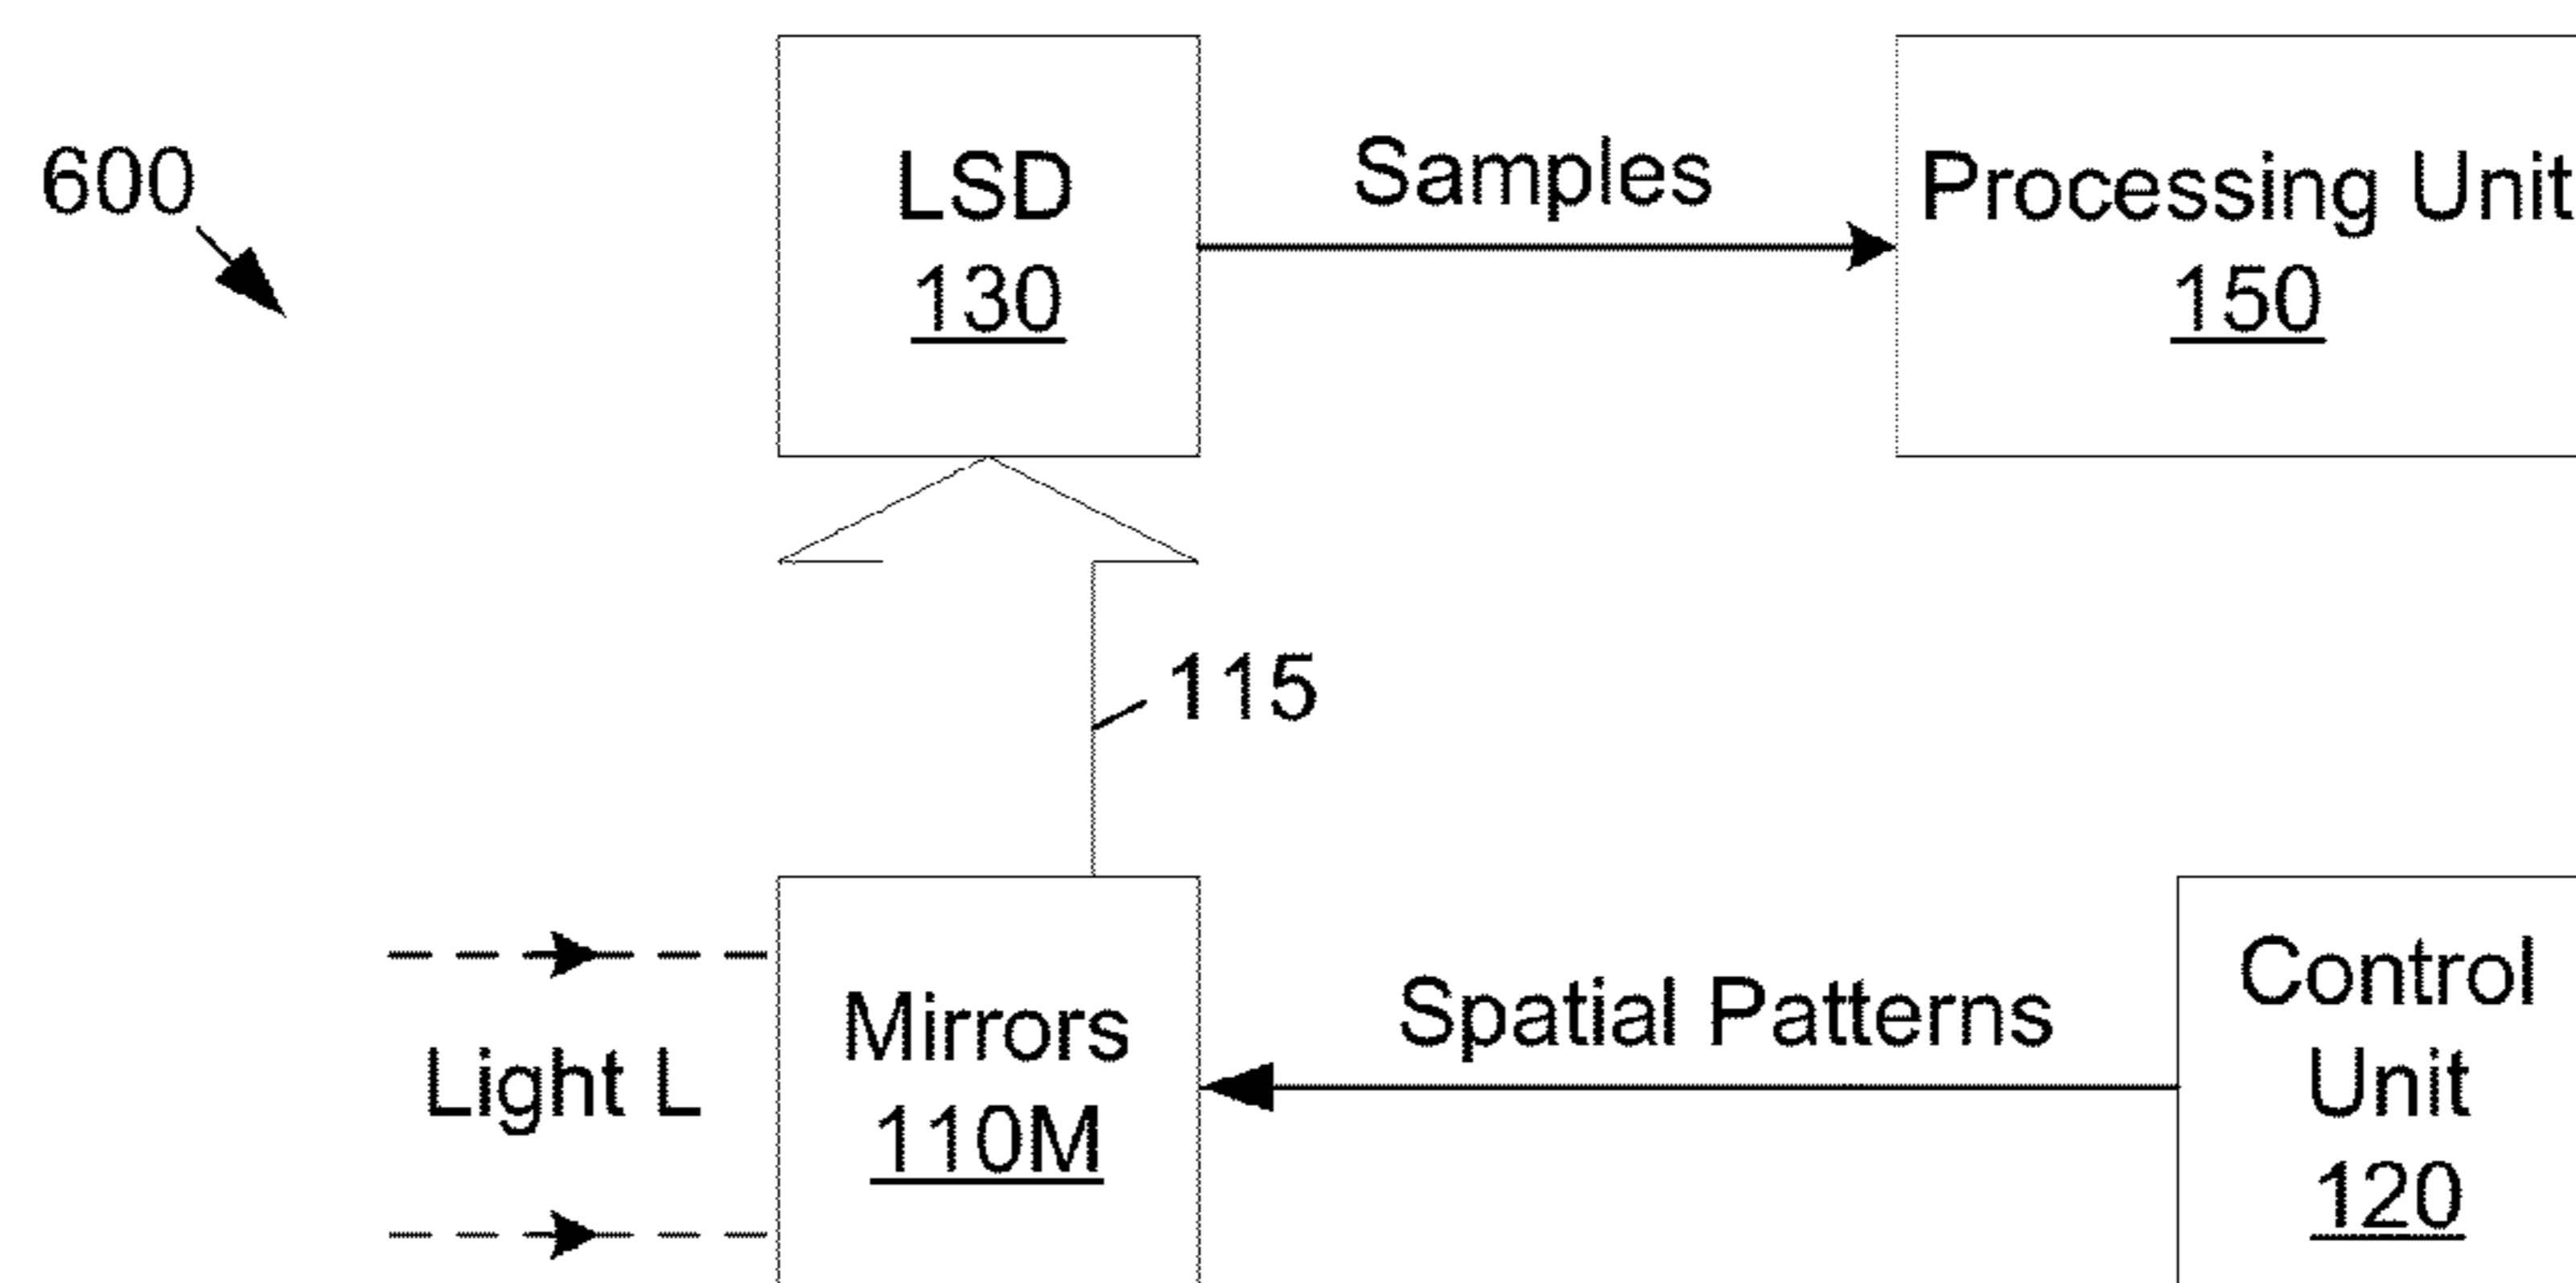 600
LSD
130
Samples
Processing Unit
150
115
Light L
Mirrors
110M
Spatial Patterns
Control
Unit
120